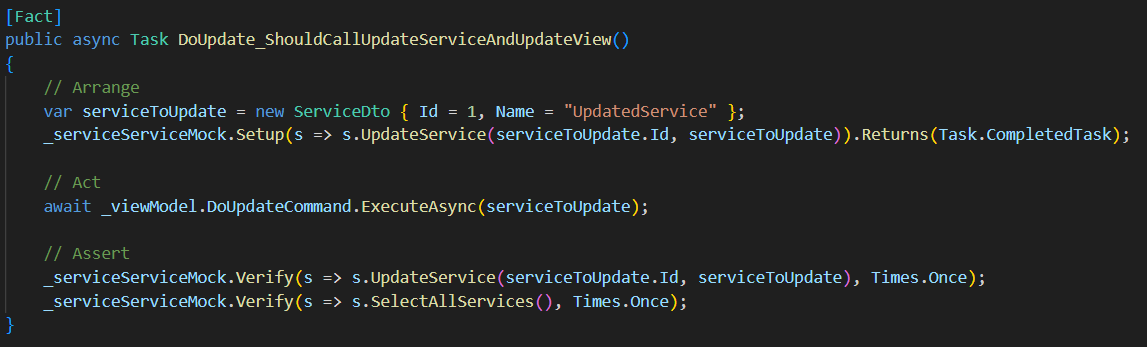 [Fact]
public async Task DoUpdate_ShouldCallUpdateServiceAndUpdateView()
{
    // Arrange
    var serviceToUpdate = new ServiceDto { Id = 1, Name = "UpdatedService" };
    _serviceServiceMock.Setup(s => s.UpdateService(serviceToUpdate.Id, serviceToUpdate)).Returns(Task.CompletedTask);

    // Act
    await _viewModel.DoUpdateCommand.ExecuteAsync(serviceToUpdate);

    // Assert
    _serviceServiceMock.Verify(s => s.UpdateService(serviceToUpdate.Id, serviceToUpdate), Times.Once);
    _serviceServiceMock.Verify(s => s.SelectAllServices(), Times.Once);
}